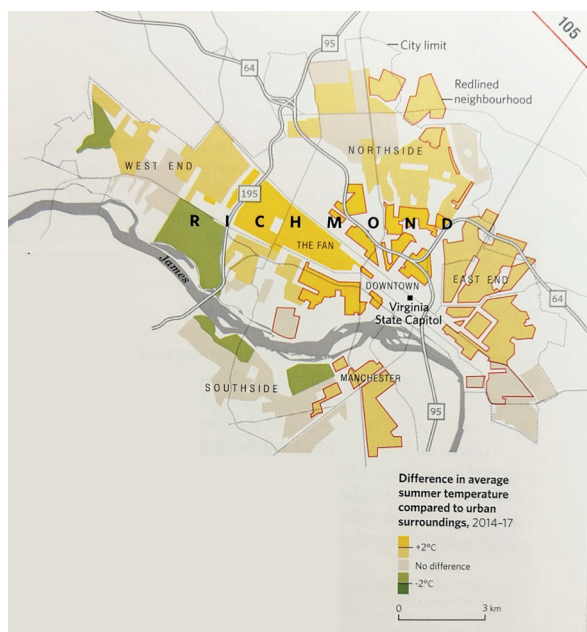 105
95
City limit
64
Redlined
neighbourhood
NORTHSIDE
WEST END
195
RICHMOND
THE FAN
James
EAST END
DOWNTOWN
64
Virginia
State Capitol
SOUTHSIDE
MANCHESTER
95
Difference in average
summer temperature
compared to urban
surroundings, 2014–17
+2°C
No difference
-2°C
0 3 km